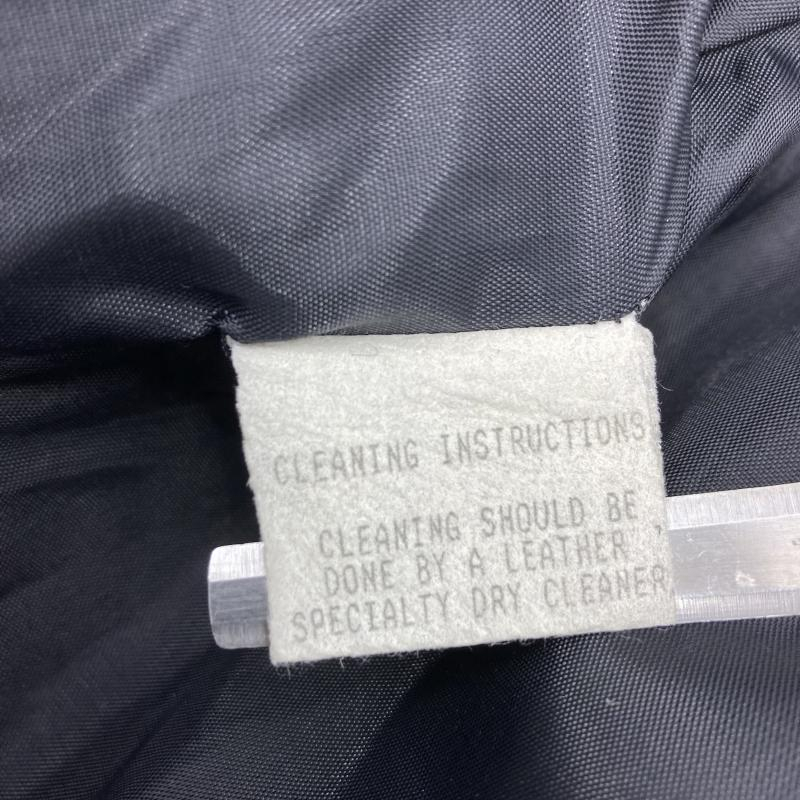 CLEANING INSTRUCTIONS
CLEANING SHOULD BE
DONE BY A LEATHER
SPECIALTY DRY CLEANER